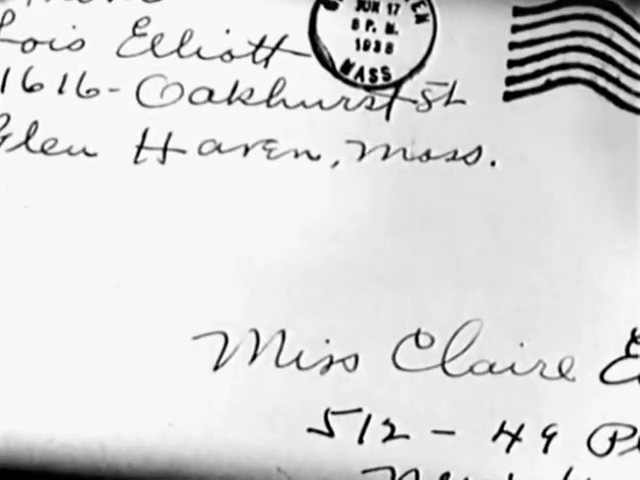 Lois Elliott
1616 - Oakhurst St
Glen Haven, Mass.
JUN 17
8 P. M.
1938
MASS
Miss Claire
512 - 49